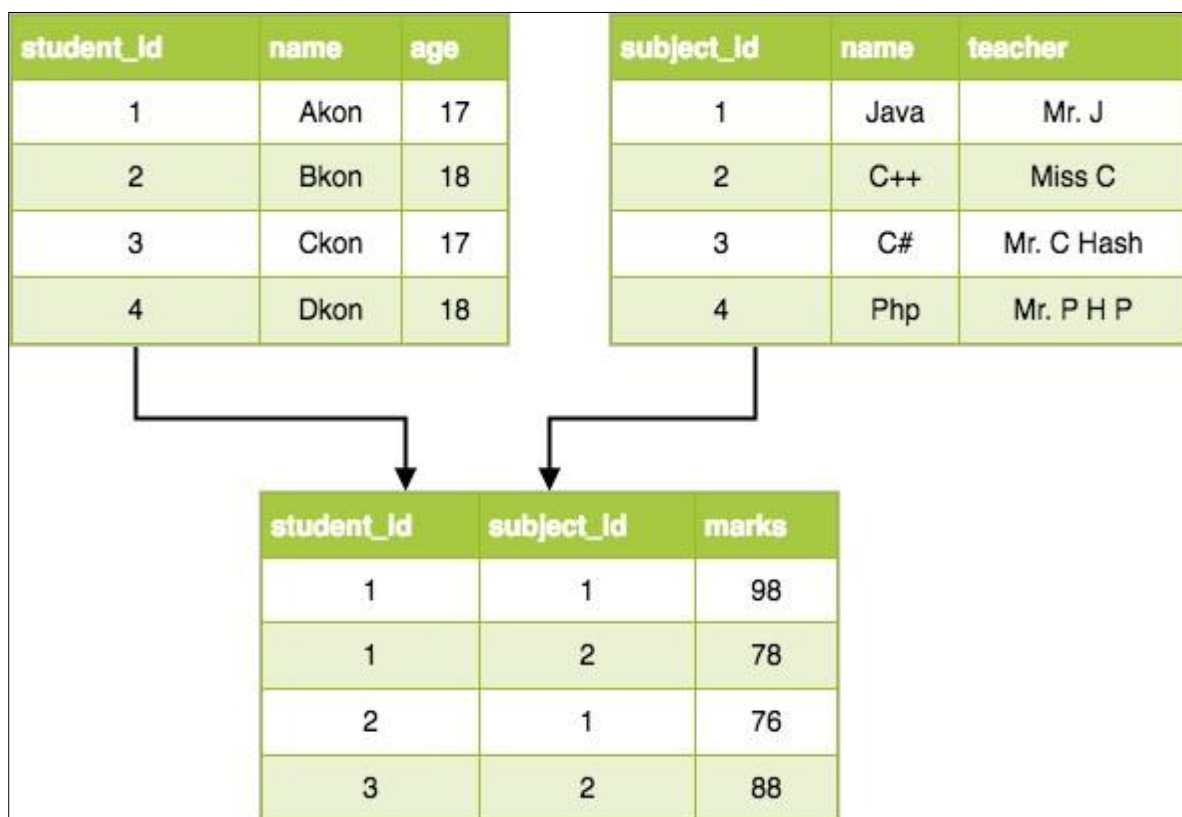 student_id name age
1 Akon 17
2 Bkon 18
3 Ckon 17
4 Dkon 18
subject_id name teacher
1 Java Mr. J
2 C++ Miss C
3 C# Mr. C Hash
4 Php Mr. P H P
student_id subject_id marks
1 1 98
1 2 78
2 1 76
3 2 88